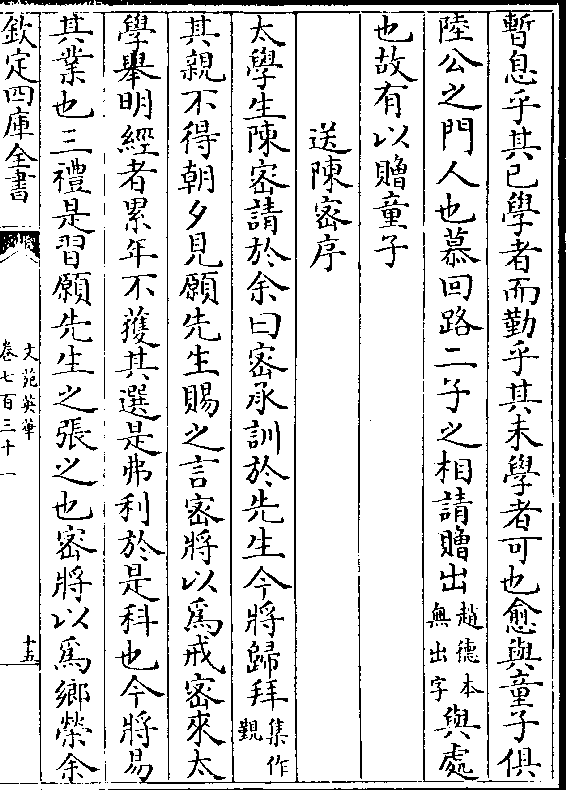 暫息乎其已學者而勤乎其未學者可也愈與童子俱
陸公之門人也慕回路二子之相請贈出趙德本無出字與處
也故有以贈童子
送陳密序
太學生陳密請於余曰密承訓於先生今將歸拜集作覲
其親不得朝夕見願先生賜之言密將以為戒密來太
學舉明經者累年不獲其選是弗利於是科也今將易
其業也三禮是習願先生之張之也密將以為鄉榮余
欽定四庫全書
文苑英華
卷七百三十一
十五